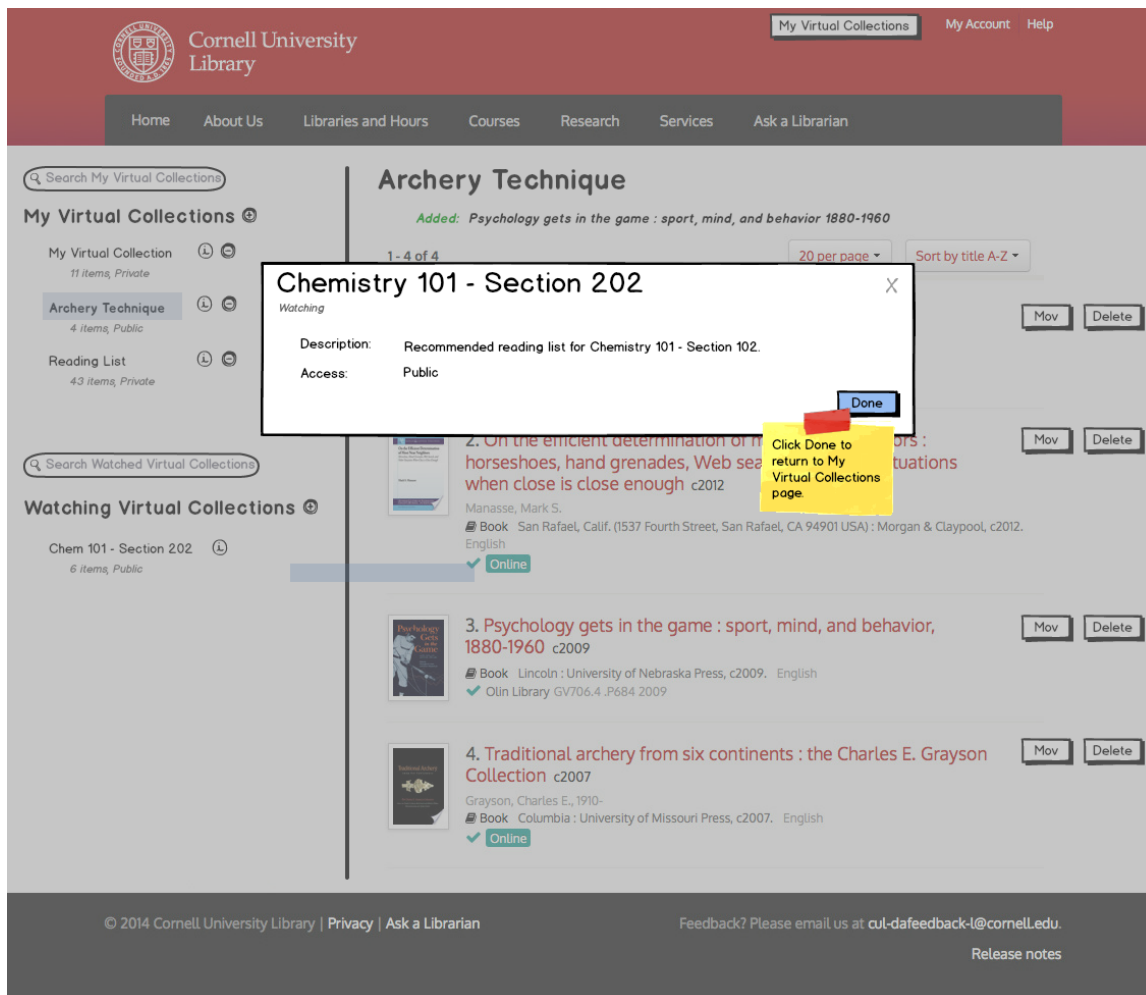 Cornell University
Library
My Virtual Collections
My Account
Help
Home
About Us
Libraries and Hours
Courses
Research
Services
Ask a Librarian
Search My Virtual Collections
My Virtual Collections
My Virtual Collection
11 items, Private
Archery Technique
4 items, Public
Reading List
43 items, Private
Search Watched Virtual Collections
Watching Virtual Collections
Chem 101 - Section 202
6 items, Public
Archery Technique
Added: Psychology gets in the game : sport, mind, and behavior 1880-1960
1 - 4 of 4
20 per page
Sort by title A-Z
Mov
Delete
Chemistry 101 - Section 202
X
Watching
Description: Recommended reading list for Chemistry 101 - Section 102.
Access: Public
Done
Click Done to
return to My
Virtual Collections
page.
2. On the efficient determination of
horseshoes, hand grenades, Web
when close is close enough c2012
Manasse, Mark S.
Book San Rafael, Calif. (1537 Fourth Street, San Rafael, CA 94901 USA) : Morgan & Claypool, c2012.
English
Online
Mov
Delete
3. Psychology gets in the game : sport, mind, and behavior,
1880-1960 c2009
Book Lincoln : University of Nebraska Press, c2009. English
Olin Library GV706.4 .P684 2009
Mov
Delete
Psychology
Gets
in the
Game
4. Traditional archery from six continents : the Charles E. Grayson
Collection c2007
Grayson, Charles E., 1910-
Book Columbia : University of Missouri Press, c2007. English
Online
Mov
Delete
© 2014 Cornell University Library | Privacy | Ask a Librarian
Feedback? Please email us at cul-dafeedback-l@cornell.edu.
Release notes